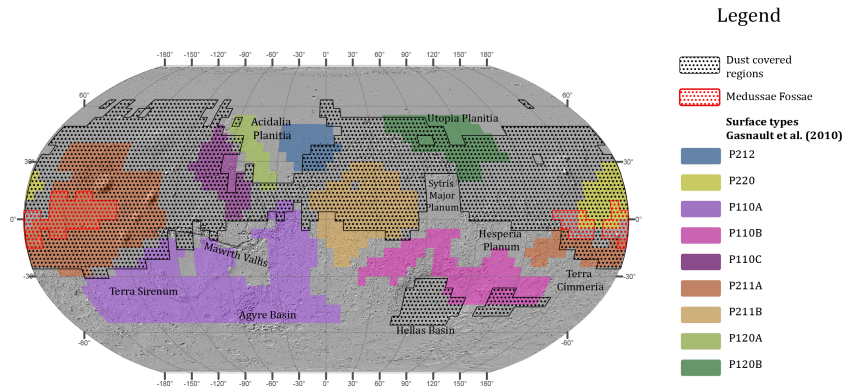 Legend
-180° -150° -120° -90° -60° -30° 0° 30° 60° 90° 120° 150° 180°
Dust covered
regions
Medussae Fossae
60° 60°
Acidalia
Planitia
Utopia Planitia
Surface types
Gasnault et al. (2010)
P212
30° 30°
P220
Sytris
Major
Planum
P110A
0° 0°
P110B
Hesperia
Planum
Mawrth Valhs
P110C
-30° -30°
Terra
Cimmeria
P211A
Terra Sirenum
P211B
Agyre Basin
Hellas Basin
P120A
-60° -60°
P120B
-180° -150° -120° -90° -60° -30° 0° 30° 60° 90° 120° 150° 180°